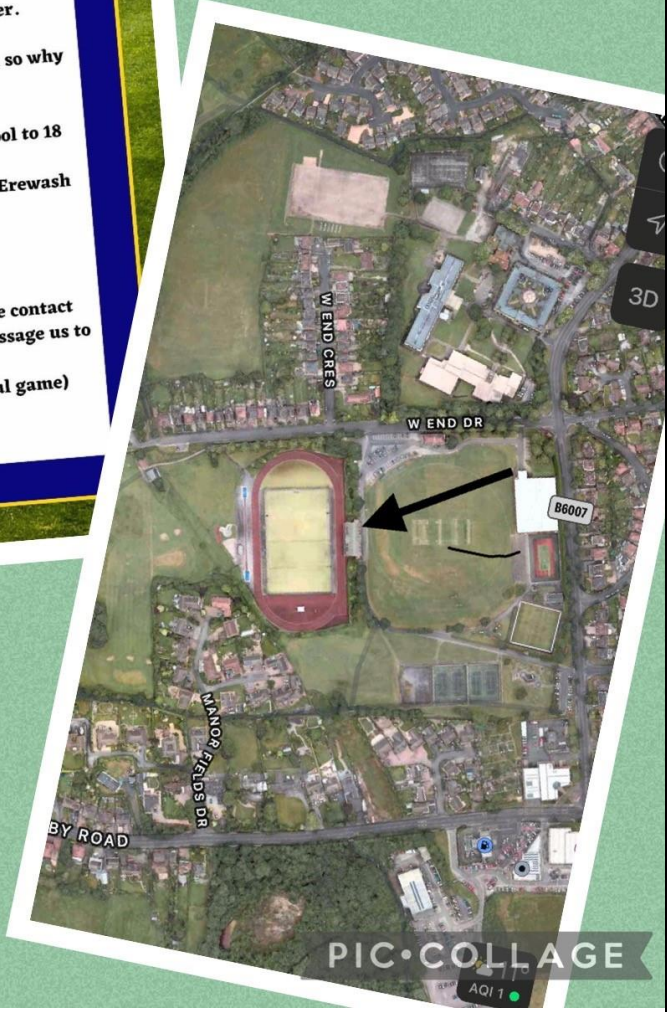 er.
so why
ol to 18
Erewash
e contact
ssage us to
al game)
3D
W END CRES
W END DR
B6007
MANOR FIELDS DR
BY ROAD
PIC•COLLAGE
AQI 1